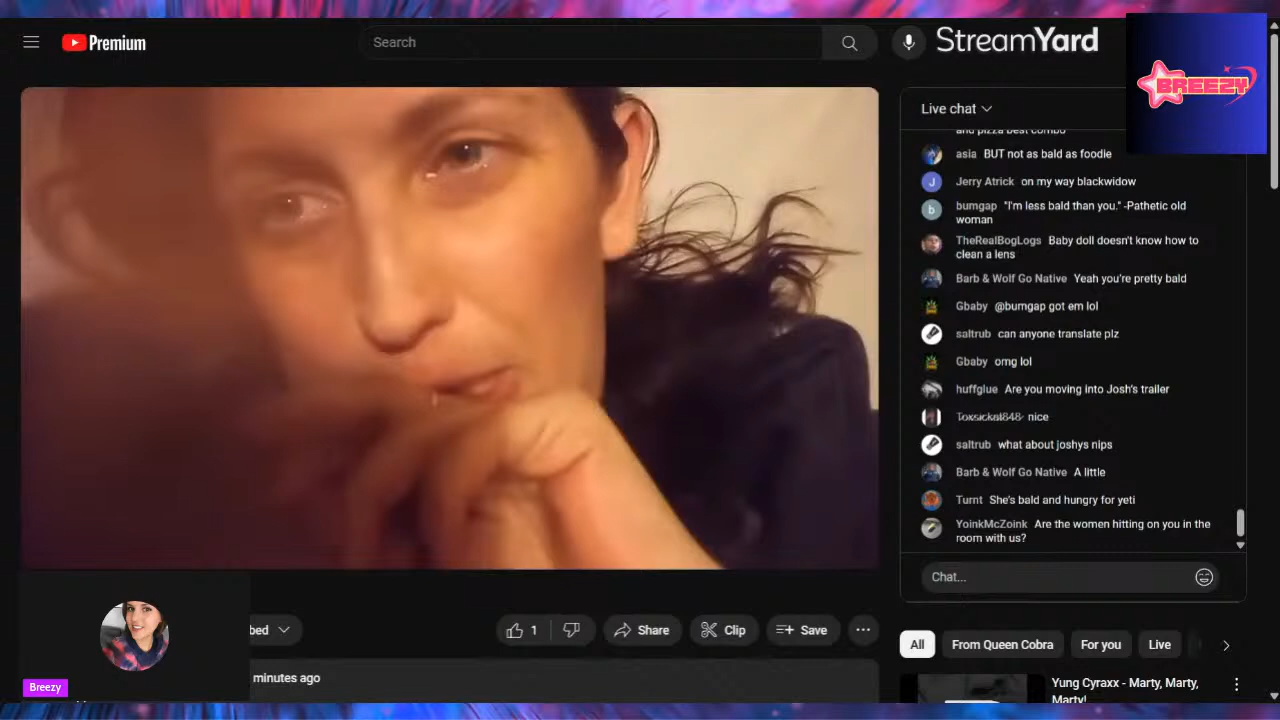 Premium
Search
StreamYard
BREEZY
Live chat
and pizza best combo
asia BUT not as bald as foodie
J
Jerry Atrick on my way blackwidow
b
bumgap "I'm less bald than you." -Pathetic old
woman
TheRealBogLogs Baby doll doesn't know how to
clean a lens
Barb & Wolf Go Native Yeah you're pretty bald
Gbaby @bumgap got em lol
saltrub can anyone translate plz
Gbaby omg lol
huffglue Are you moving into Josh's trailer
Toxsickal848 nice
saltrub what about joshys nips
Barb & Wolf Go Native A little
Turnt She's bald and hungry for yeti
YoinkMcZoink Are the women hitting on you in the
room with us?
Chat...
bed
1
Share
Clip
Save
All
From Queen Cobra
For you
Live
minutes ago
Breezy
Yung Cyraxx - Marty, Marty,
Marty!